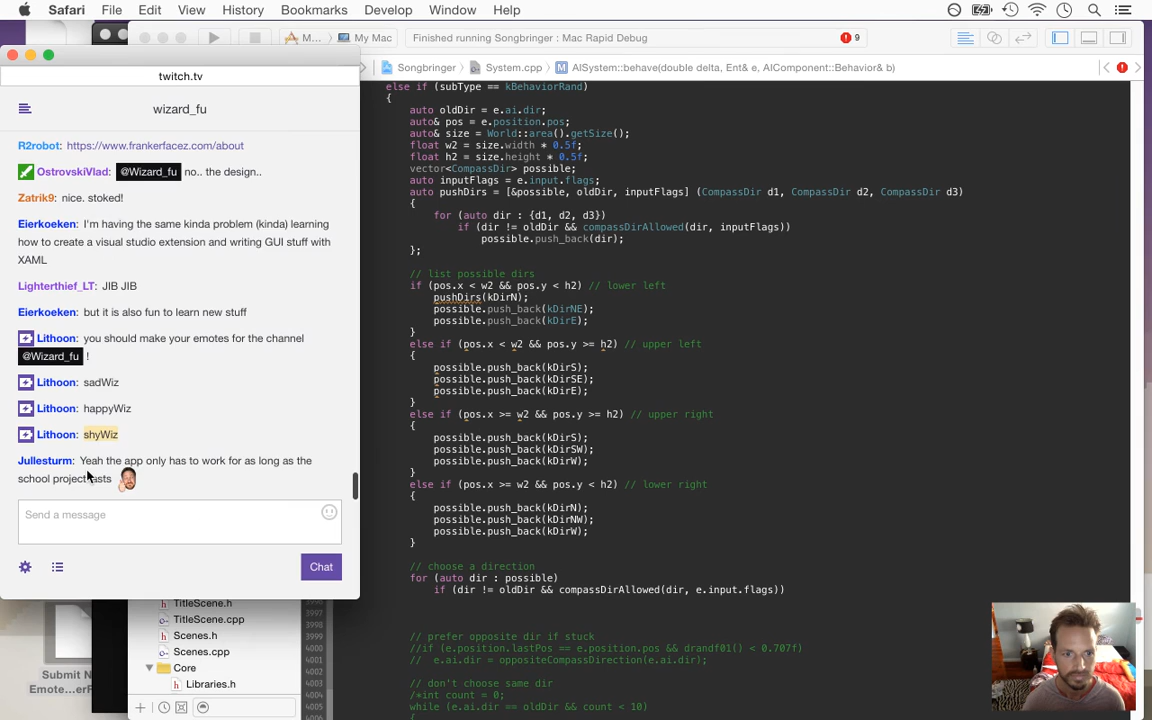 Safari File Edit View History Bookmarks Develop Window Help
M... My Mac Finished running Songbringer : Mac Rapid Debug 9
twitch.tv
Songbringer System.cpp M AISystem::behave(double delta, Ent& e, AIComponent::Behavior& b)
wizard_fu
R2robot: https://www.frankerfacez.com/about
OstrovskiVlad: @Wizard_fu no.. the design..
Zatrik9: nice. stoked!
Eierkoeken: I'm having the same kinda problem (kinda) learning
how to create a visual studio extension and writing GUI stuff with
XAML
Lighterthief_LT: JIB JIB
Eierkoeken: but it is also fun to learn new stuff
Lithoon: you should make your emotes for the channel
@Wizard_fu !
Lithoon: sadWiz
Lithoon: happyWiz
Lithoon: shyWiz
Jullesturm: Yeah the app only has to work for as long as the
school project lasts
Send a message
Chat
else if (subType == kBehaviorRand)
{
auto oldDir = e.ai.dir;
auto& pos = e.position.pos;
auto& size = World::area().getSize();
float w2 = size.width * 0.5f;
float h2 = size.height * 0.5f;
vector<CompassDir> possible;
auto inputFlags = e.input.flags;
auto pushDirs = [&possible, oldDir, inputFlags] (CompassDir d1, CompassDir d2, CompassDir d3)
{
for (auto dir : {d1, d2, d3})
if (dir != oldDir && compassDirAllowed(dir, inputFlags))
possible.push_back(dir);
};
// list possible dirs
if (pos.x < w2 && pos.y < h2) // lower left
pushDirs(kDirN);
possible.push_back(kDirNE);
possible.push_back(kDirE);
}
else if (pos.x < w2 && pos.y >= h2) // upper left
{
possible.push_back(kDirS);
possible.push_back(kDirSE);
possible.push_back(kDirE);
}
else if (pos.x >= w2 && pos.y >= h2) // upper right
{
possible.push_back(kDirS);
possible.push_back(kDirSW);
possible.push_back(kDirW);
}
else if (pos.x >= w2 && pos.y < h2) // lower right
{
possible.push_back(kDirN);
possible.push_back(kDirNW);
possible.push_back(kDirW);
}
// choose a direction
for (auto dir : possible)
if (dir != oldDir && compassDirAllowed(dir, e.input.flags))
3997
3998
3999 // prefer opposite dir if stuck
4000 //if (e.position.lastPos == e.position.pos && drandf01() < 0.707f)
4001 // e.ai.dir = oppositeCompassDirection(e.ai.dir);
4002
4003 // don't choose same dir
4004 /*int count = 0;
4005 while (e.ai.dir == oldDir && count < 10)
{
TitleScene.h
TitleScene.cpp
Scenes.h
Scenes.cpp
Core
Libraries.h
Submit N
Emote...erF